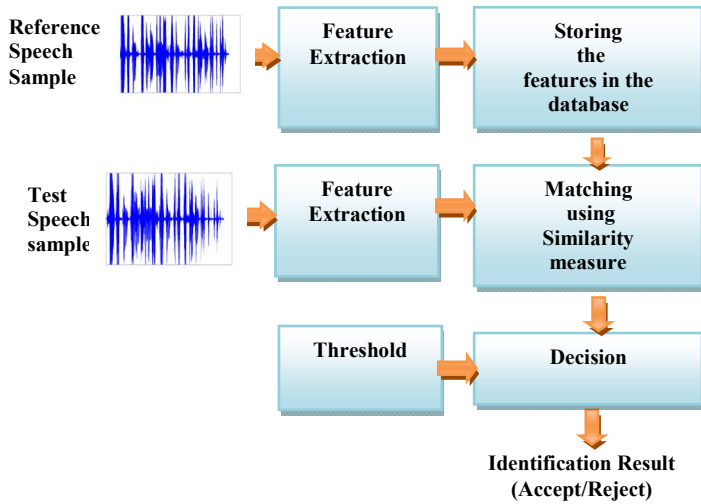 Reference
Speech
Sample
Feature
Extraction
Storing
the
features in the
database
Test
Speech
sample
Feature
Extraction
Matching
using
Similarity
measure
Threshold
Decision
Identification Result
(Accept/Reject)